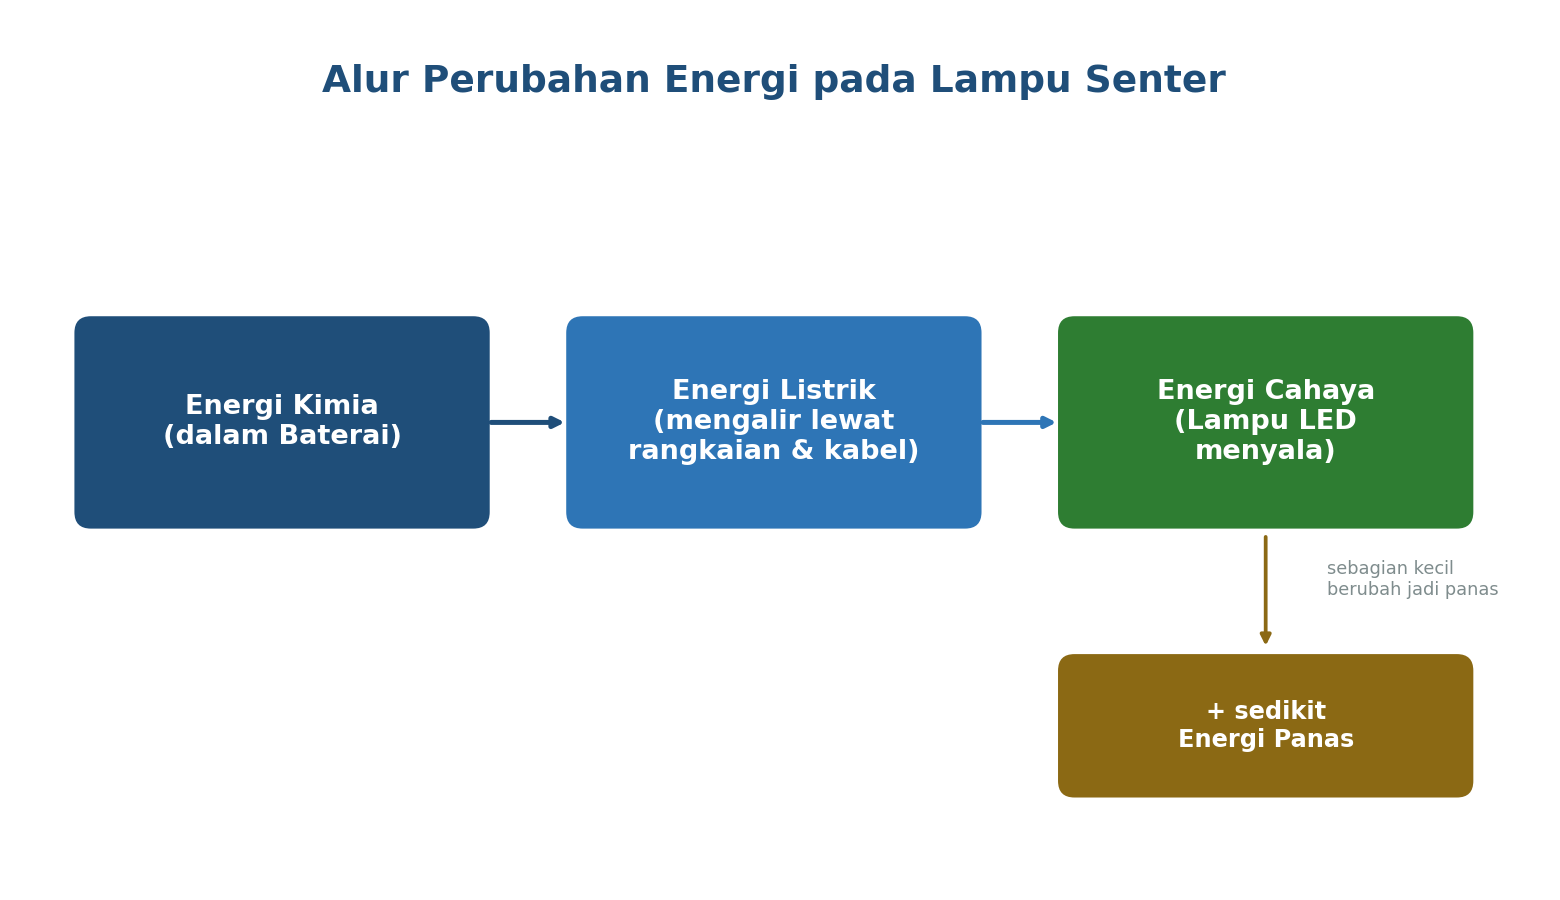 Alur Perubahan Energi pada Lampu Senter
Energi Kimia
(dalam Baterai)
Energi Listrik
(mengalir lewat
rangkaian & kabel)
Energi Cahaya
(Lampu LED
menyala)
sebagian kecil
berubah jadi panas
+ sedikit
Energi Panas